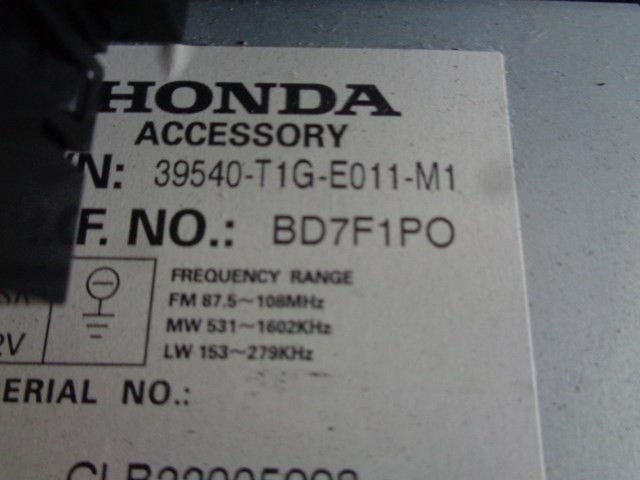 HONDA
ACCESSORY
/N: 39540-T1G-E011-M1
F. NO.: BD7F1PO
FREQUENCY RANGE
FM 87.5~108MHz
MW 531~1602KHz
LW 153~279KHz
2V
ERIAL NO.: